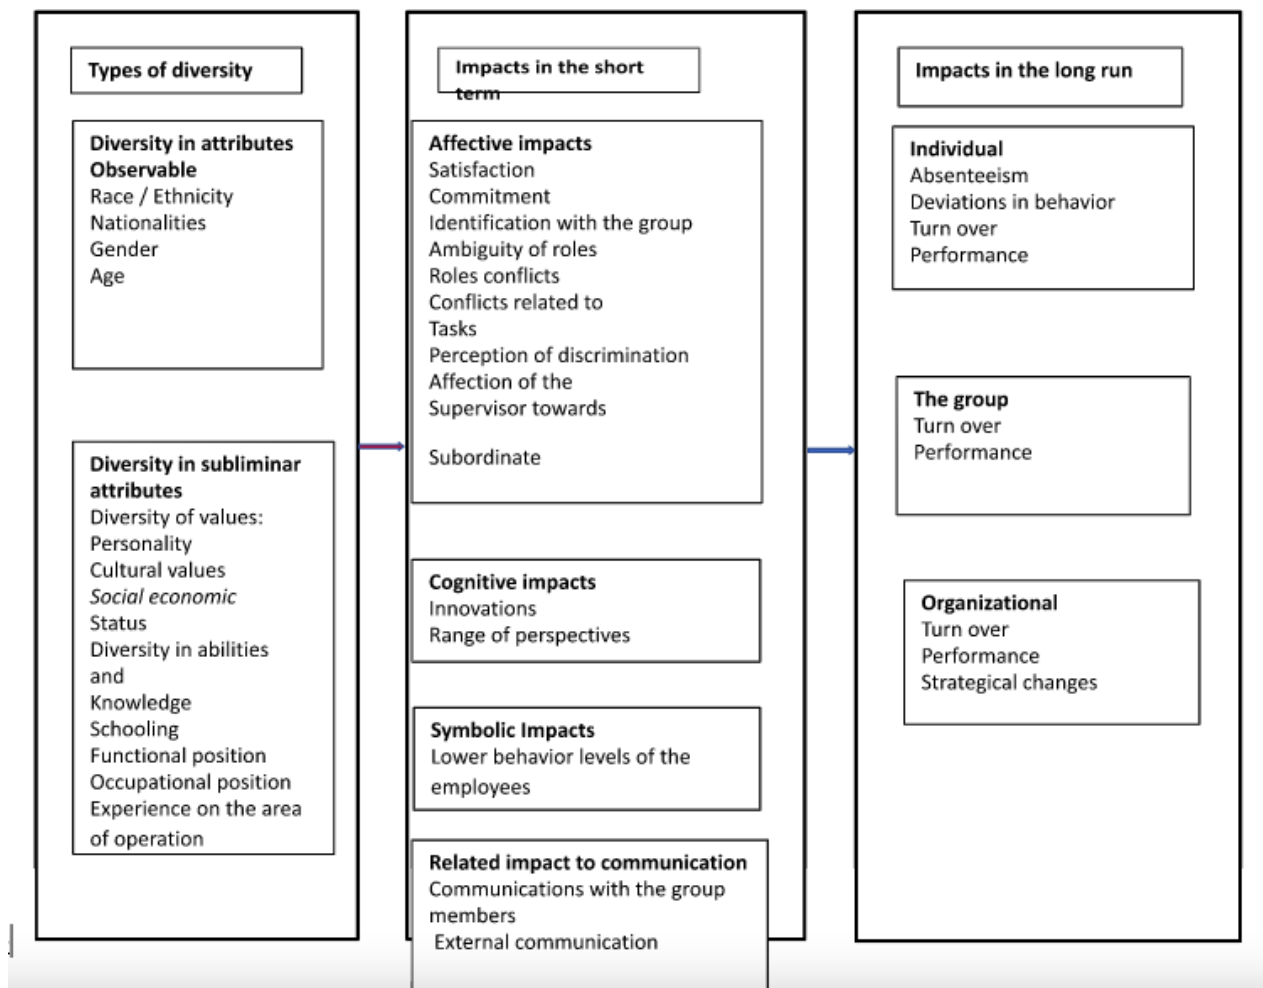 Types of diversity
Diversity in attributes
Observable
Race / Ethnicity
Nationalities
Gender
Age
Diversity in subliminar
attributes
Diversity of values:
Personality
Cultural values
Social economic
Status
Diversity in abilities
and
Knowledge
Schooling
Functional position
Occupational position
Experience on the area
of operation
Impacts in the short
term
Affective impacts
Satisfaction
Commitment
Identification with the group
Ambiguity of roles
Roles conflicts
Conflicts related to
Tasks
Perception of discrimination
Affection of the
Supervisor towards
Subordinate
Cognitive impacts
Innovations
Range of perspectives
Symbolic Impacts
Lower behavior levels of the
employees
Related impact to communication
Communications with the group
members
External communication
Impacts in the long run
Individual
Absenteeism
Deviations in behavior
Turn over
Performance
The group
Turn over
Performance
Organizational
Turn over
Performance
Strategical changes